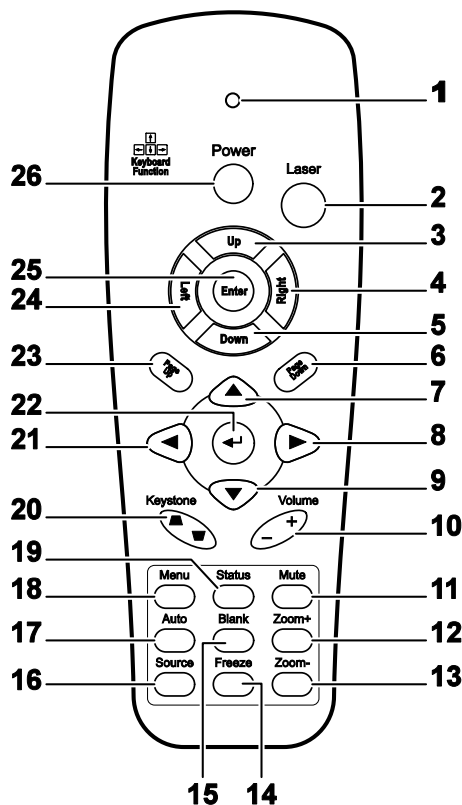 1
Power
Keyboard
Function
Laser
26
2
Up
3
25
Left
Enter
Right
4
24
Down
5
23
Page
Up
Page
Down
6
22
7
21
8
9
Keystone
Volume
20
+
−
10
19
Menu
Status
Mute
18
11
Auto
Blank
Zoom+
17
12
Source
Freeze
Zoom-
16
13
15
14